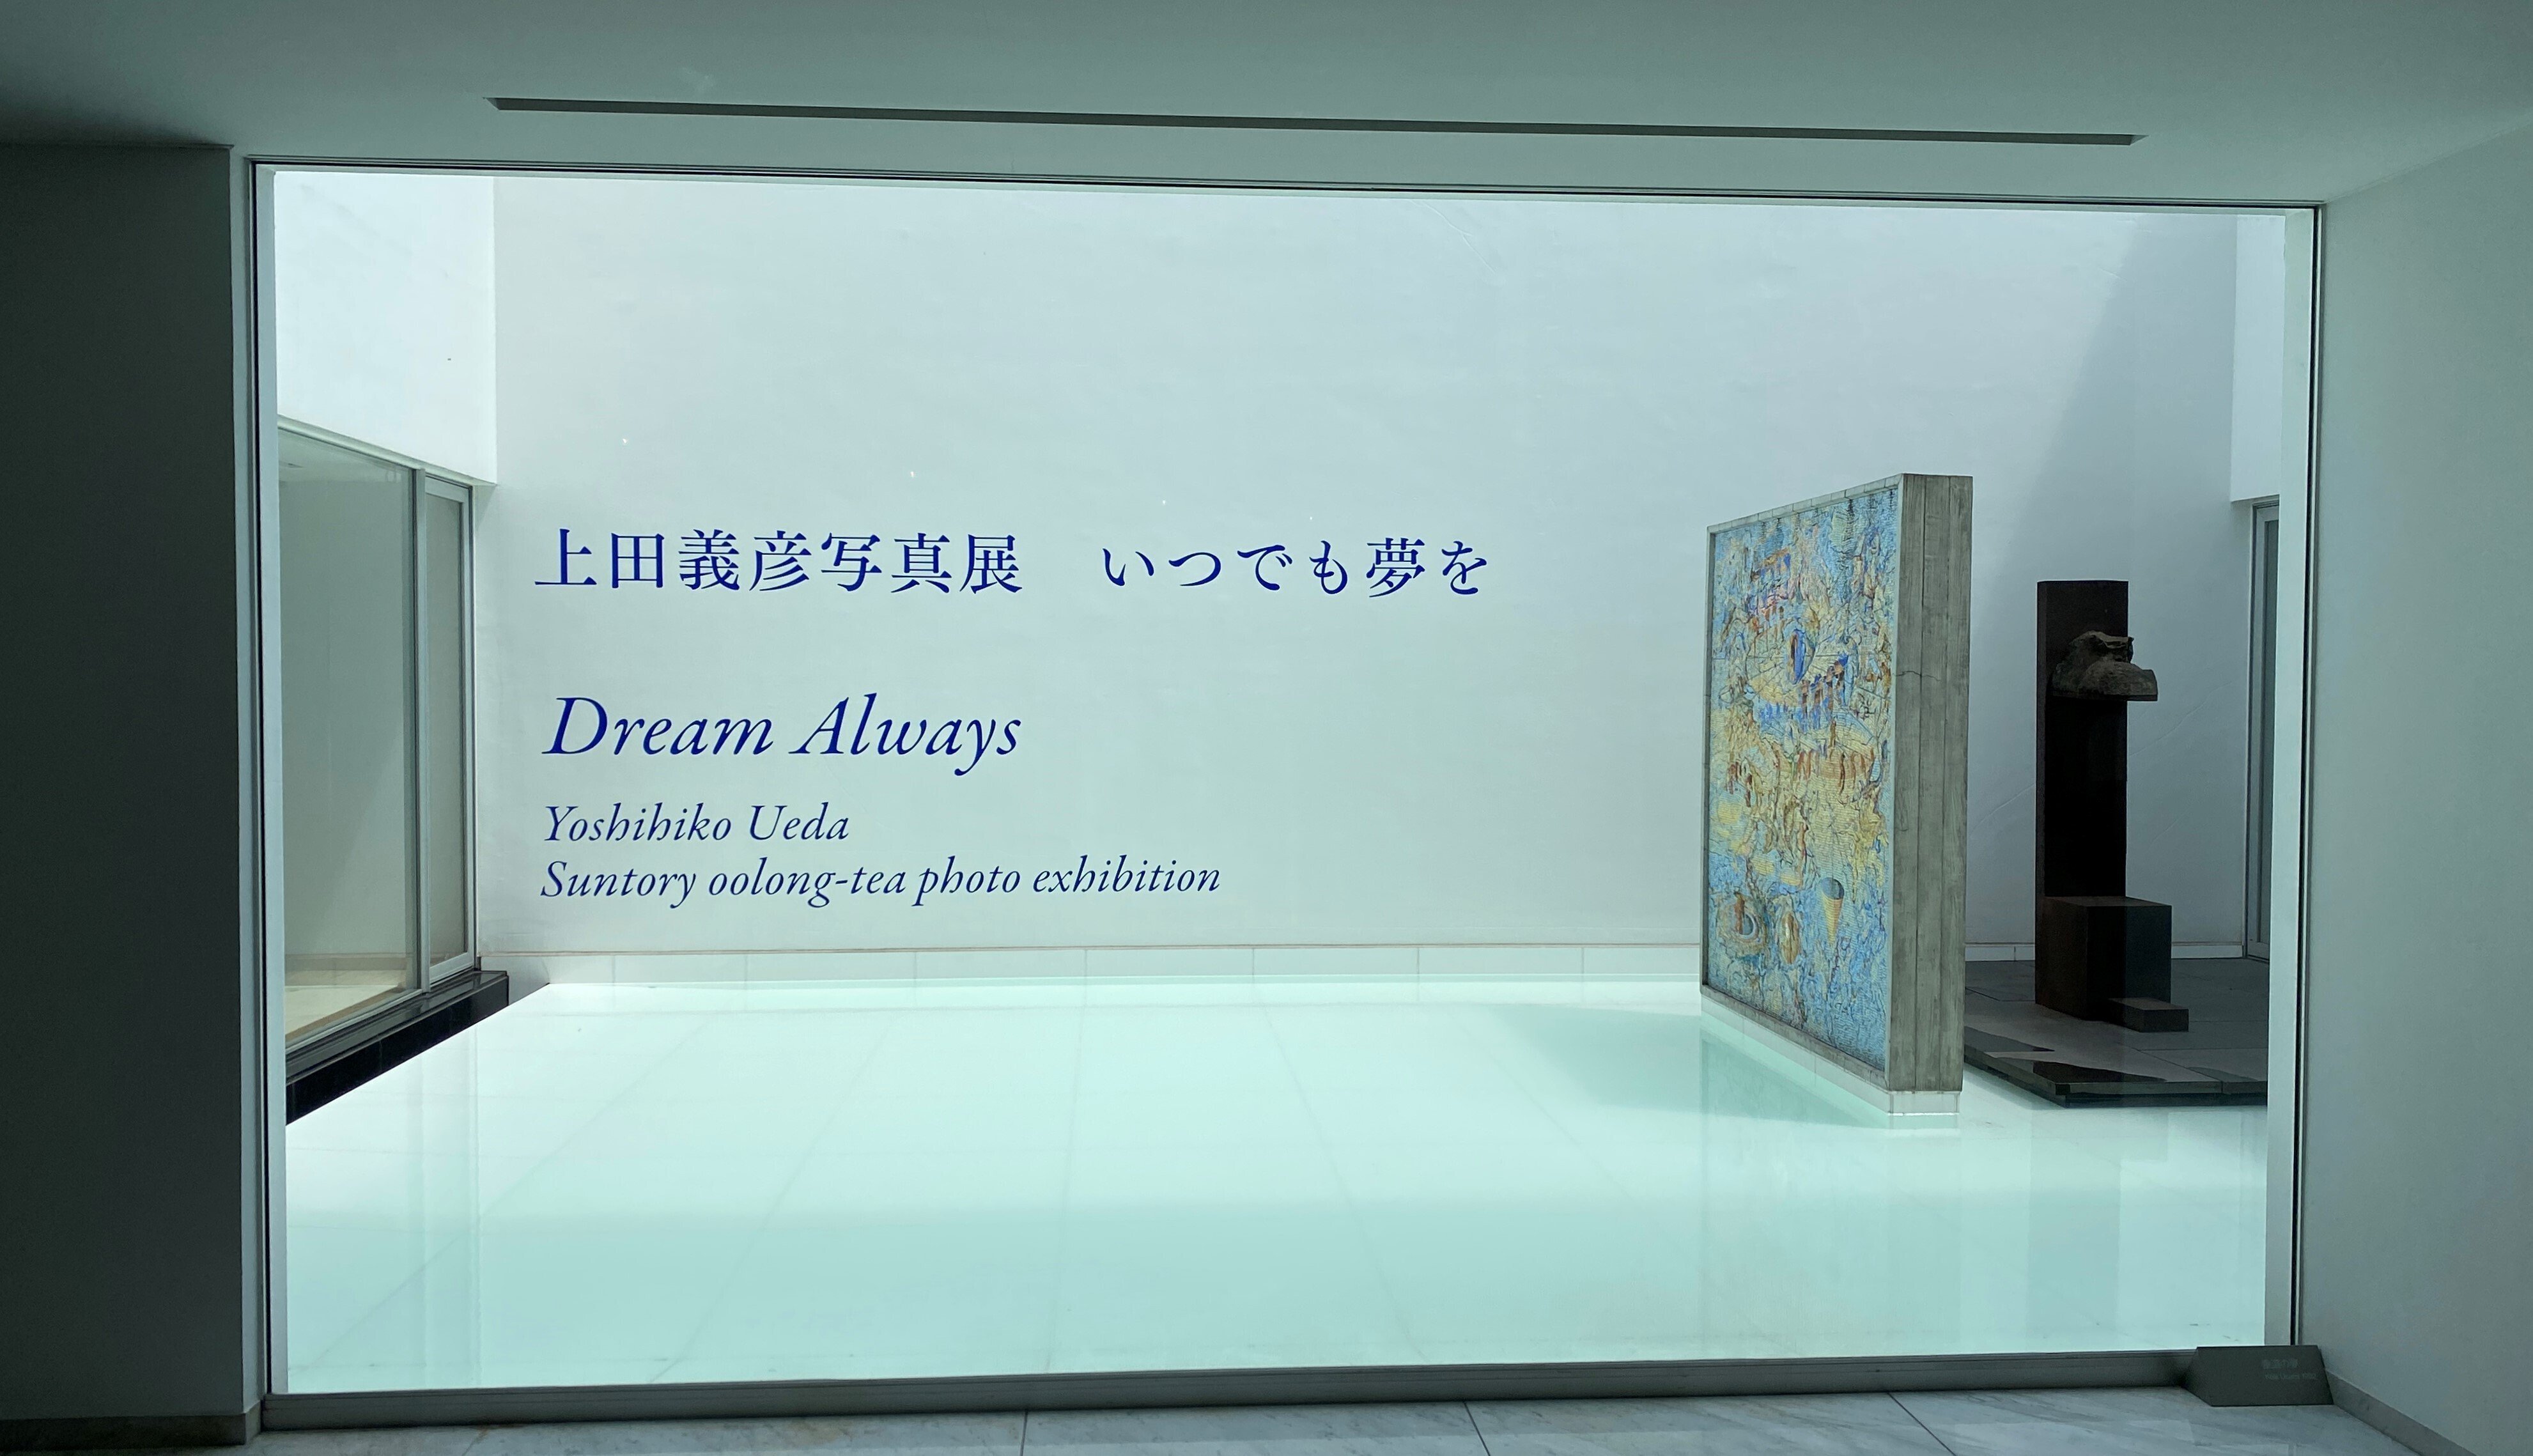 上田義彦写真展　いつでも夢を
Dream Always
Yoshihiko Ueda
Suntory oolong-tea photo exhibition